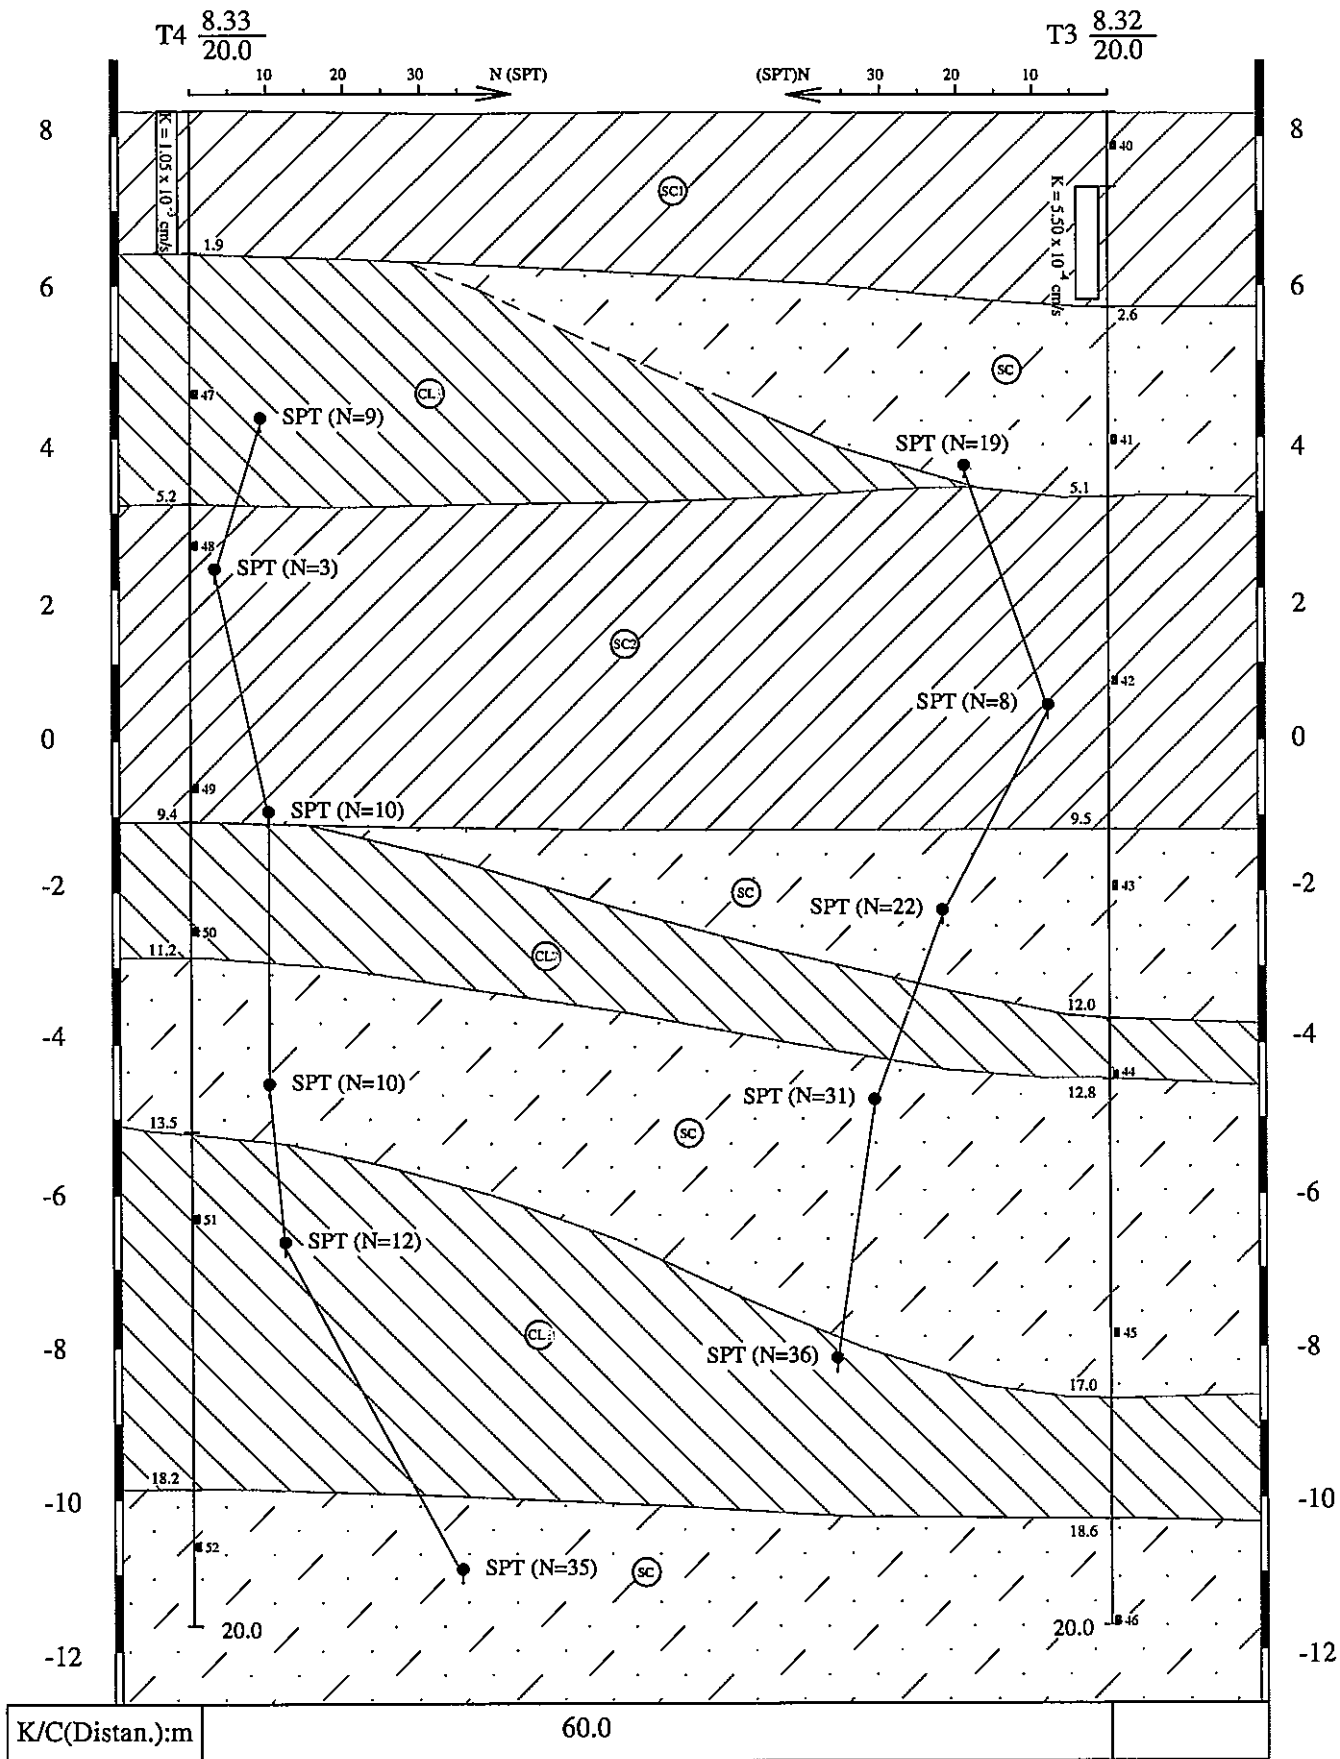 T4 8.33 T3 8.32
20.0 20.0
10 20 30 N (SPT) (SPT)N 30 20 10
8 8
K = 1.05 x 10⁻³ cm/s
40
SC1
K = 5.50 x 10⁻⁴ cm/s
1.9
6 6
2.6
SC
47 CL
SPT (N=9)
4 SPT (N=19) 41 4
5.2 5.1
48
SPT (N=3)
2 2
SC2
42
SPT (N=8)
0 0
49
9.4 SPT (N=10) 9.5
-2 SC 43 -2
SPT (N=22)
50
11.2 CL2
12.0
-4 -4
44
SPT (N=10) SPT (N=31) 12.8
13.5 SC
-6 -6
51
SPT (N=12)
CL 45
-8 -8
SPT (N=36)
17.0
18.2
-10 -10
18.6
52
SPT (N=35) SC
20.0 20.0 46
-12 -12
K/C(Distan.):m 60.0